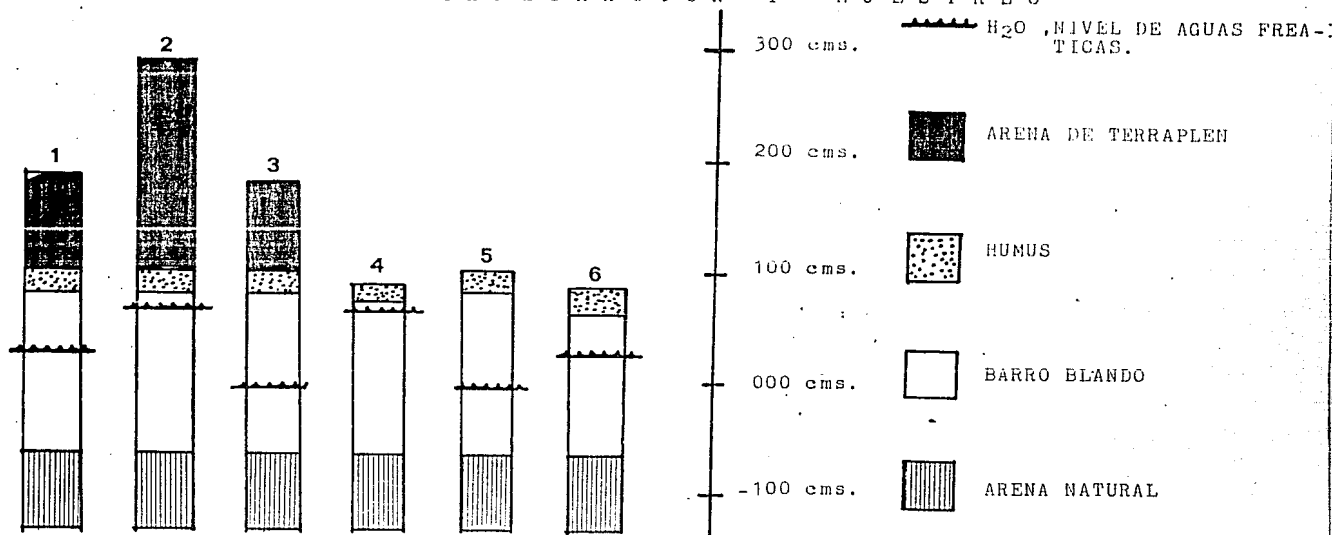 Y MUESTREO
H2O ,NIVEL DE AGUAS FREA-
TICAS.
300 cms.
2
ARENA DE TERRAPLEN
200 cms.
1
3
HUMUS
100 cms.
4
5
6
000 cms.
BARRO BLANDO
-100 cms.
ARENA NATURAL